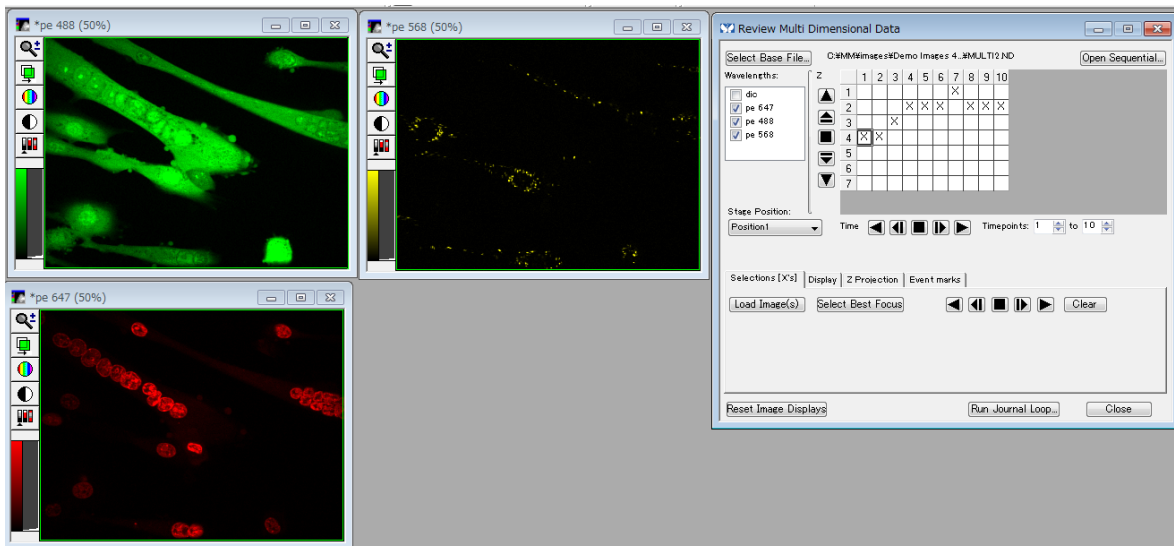 *pe 488 (50%)
*pe 568 (50%)
Review Multi Dimensional Data
Select Base File...
C:¥MM¥images¥Demo Images 4...¥MULTI2.ND
Open Sequential...
Wavelengths:
Z
1 2 3 4 5 6 7 8 9 10
dic
pe 647
pe 488
pe 568
1 X
2 X X X X X X
3 X
4 X X
5
6
7
Stage Position:
Position1
Time
Timepoints: 1 to 10
Selections [X's] Display Z Projection Event marks
Load Image(s) Select Best Focus Clear
Reset Image Displays Run Journal Loop... Close
*pe 647 (50%)